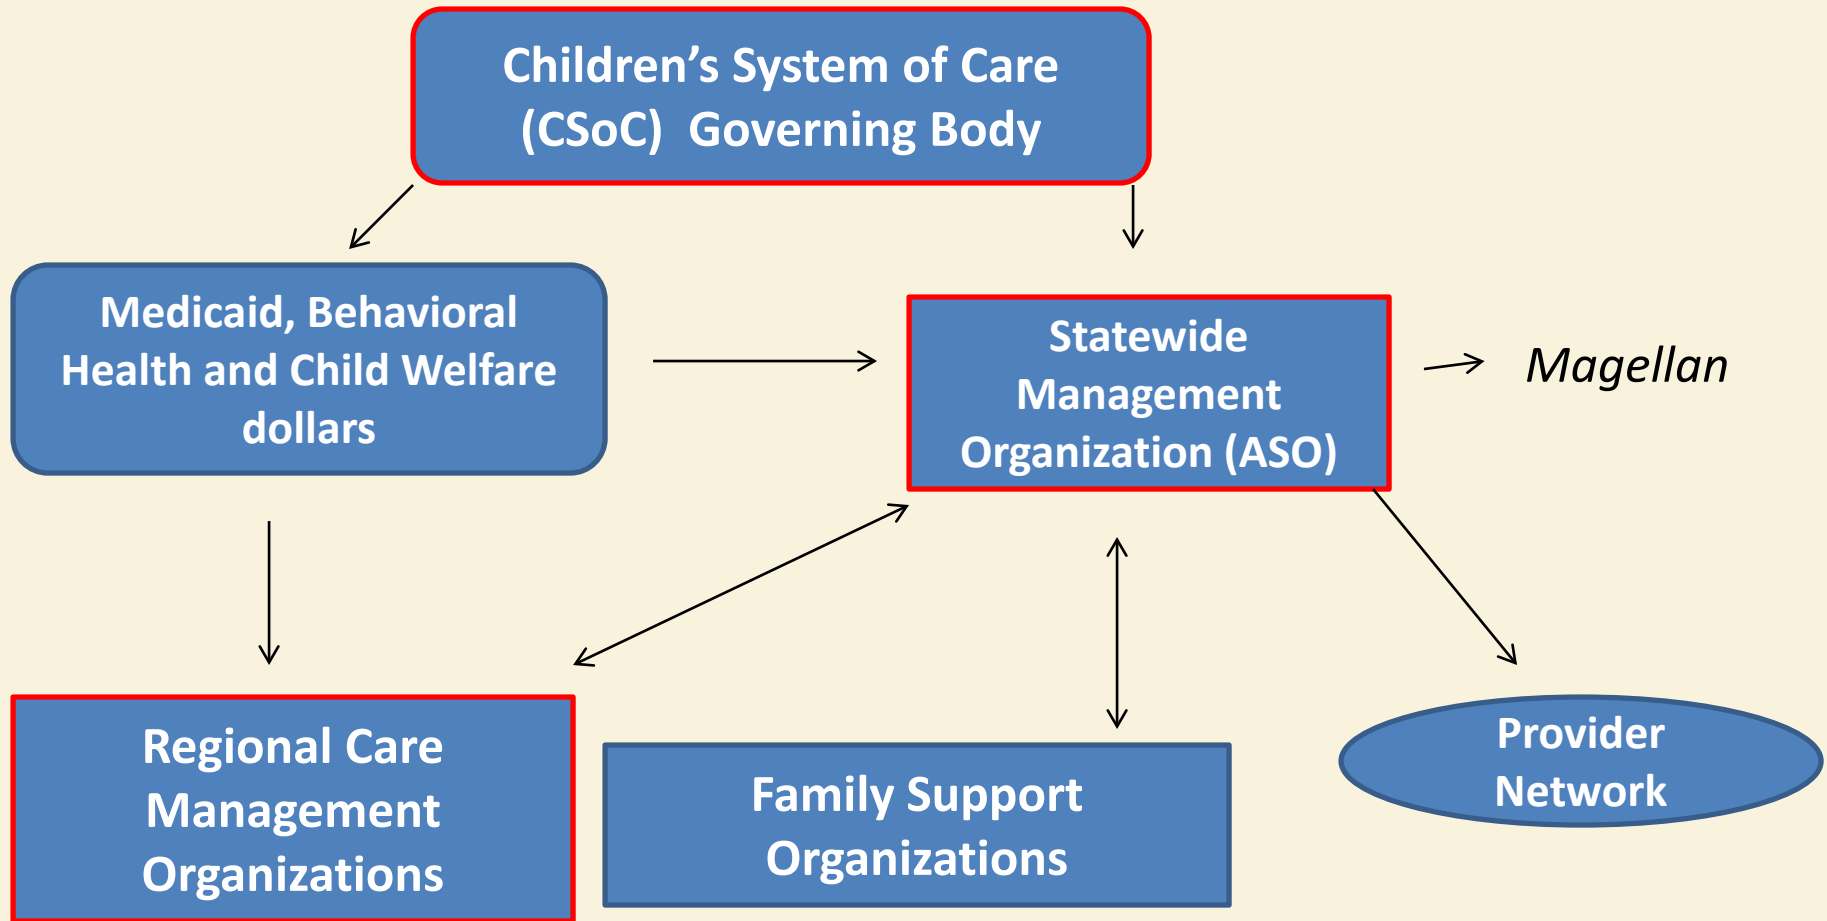 Children’s System of Care
(CSoC)  Governing Body
Medicaid, Behavioral
Health and Child Welfare
dollars
Statewide
Management
Organization (ASO)
Magellan
Regional Care
Management
Organizations
Family Support
Organizations
Provider
Network